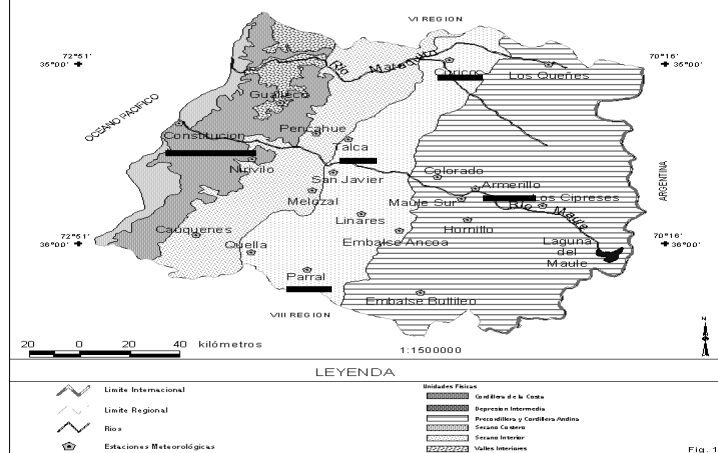 VI REGION
72°51'
35°00'
70°16'
35°00'
Rio Mataquito
Curico
Los Queñes
Gualleco
OCEANO PACIFICO
Constitucion
Pencahue
Talca
Nirivilo
San Javier
Colorado
Armerillo
ARGENTINA
Melozal
Maule Sur
Los Cipreses
Rio Maule
Linares
Hornillo
Cauquenes
Quella
Embalse Ancoa
Laguna
del
Maule
72°51'
36°00'
70°16'
36°00'
Parral
Embalse Bullileo
VIII REGION
N
20 0 20 40 kilómetros
1:1500000
LEYENDA
Limite Internacional
Limite Regional
Rios
Estaciones Meteorológicas
Unidades Fisicas
Cordillera de la Costa
Depresion Intermedia
Precordillera y Cordillera Andina
Secano Costero
Secano Interior
Valles Interiores
Fig. 1